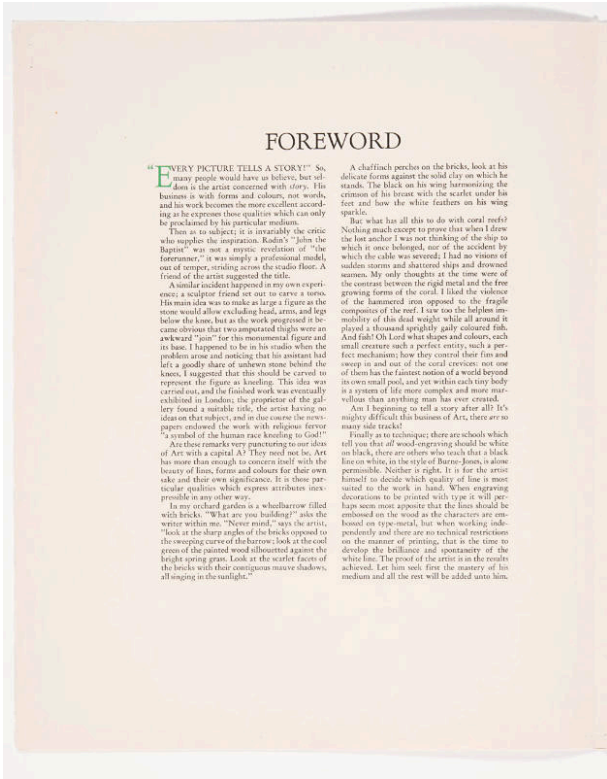 FOREWORD
"EVERY PICTURE TELLS A STORY!" So,
many people would have us believe, but sel-
dom is the artist concerned with story. His
business is with forms and colours, not words,
and his work becomes the more excellent accord-
ing as he expresses those qualities which can only
be proclaimed by his particular medium.
Then as to subject; it is invariably the critic
who supplies the inspiration. Rodin's "John the
Baptist" was not a mystic revelation of "the
forerunner," it was simply a professional model,
out of temper, striding across the studio floor. A
friend of the artist suggested the title.
A similar incident happened in my own experi-
ence; a sculptor friend set out to carve a torso.
His main idea was to make as large a figure as the
stone would allow excluding head, arms, and legs
below the knee, but as the work progressed it be-
came obvious that two amputated thighs were an
awkward "join" for this monumental figure and
its base. I happened to be in his studio when the
problem arose and noticing that his assistant had
left a goodly share of unhewn stone behind the
knees, I suggested that this should be carved to
represent the figure as kneeling. This idea was
carried out, and the finished work was eventually
exhibited in London; the proprietor of the gal-
lery found a suitable title, the artist having no
ideas on that subject, and in due course the news-
papers endowed the work with religious fervor
"a symbol of the human race kneeling to God!"
Are these remarks very puncturing to our ideas
of Art with a capital A? They need not be, Art
has more than enough to concern itself with the
beauty of lines, forms and colours for their own
sake and their own significance. It is those par-
ticular qualities which express attributes inex-
pressible in any other way.
In my orchard garden is a wheelbarrow filled
with bricks. "What are you building?" asks the
writer within me. "Never mind," says the artist,
"look at the sharp angles of the bricks opposed to
the sweeping curve of the barrow; look at the cool
green of the painted wood silhouetted against the
bright spring grass. Look at the scarlet facets of
the bricks with their contiguous mauve shadows,
all singing in the sunlight."
A chaffinch perches on the bricks, look at his
delicate forms against the solid clay on which he
stands. The black on his wing harmonizing the
crimson of his breast with the scarlet under his
feet and how the white feathers on his wing
sparkle.
But what has all this to do with coral reefs?
Nothing much except to prove that when I drew
the lost anchor I was not thinking of the ship to
which it once belonged, nor of the accident by
which the cable was severed; I had no visions of
sudden storms and shattered ships and drowned
seamen. My only thoughts at the time were of
the contrast between the rigid metal and the free
growing forms of the coral. I liked the violence
of the hammered iron opposed to the fragile
composites of the reef. I saw too the helpless im-
mobility of this dead weight while all around it
played a thousand sprightly gaily coloured fish.
And fish! Oh Lord what shapes and colours, each
small creature such a perfect entity, such a per-
fect mechanism; how they control their fins and
sweep in and out of the coral crevices: not one
of them has the faintest notion of a world beyond
its own small pool, and yet within each tiny body
is a system of life more complex and more mar-
vellous than anything man has ever created.
Am I beginning to tell a story after all? It's
mighty difficult this business of Art, there are so
many side tracks!
Finally as to technique; there are schools which
tell you that all wood-engraving should be white
on black, there are others who teach that a black
line on white, in the style of Burne-Jones, is alone
permissible. Neither is right. It is for the artist
himself to decide which quality of line is most
suited to the work in hand. When engraving
decorations to be printed with type it will per-
haps seem most apposite that the lines should be
embossed on the wood as the characters are em-
bossed on type-metal, but when working inde-
pendently and there are no technical restrictions
on the manner of printing, that is the time to
develop the brilliance and spontaneity of the
white line. The proof of the artist is in the results
achieved. Let him seek first the mastery of his
medium and all the rest will be added unto him.